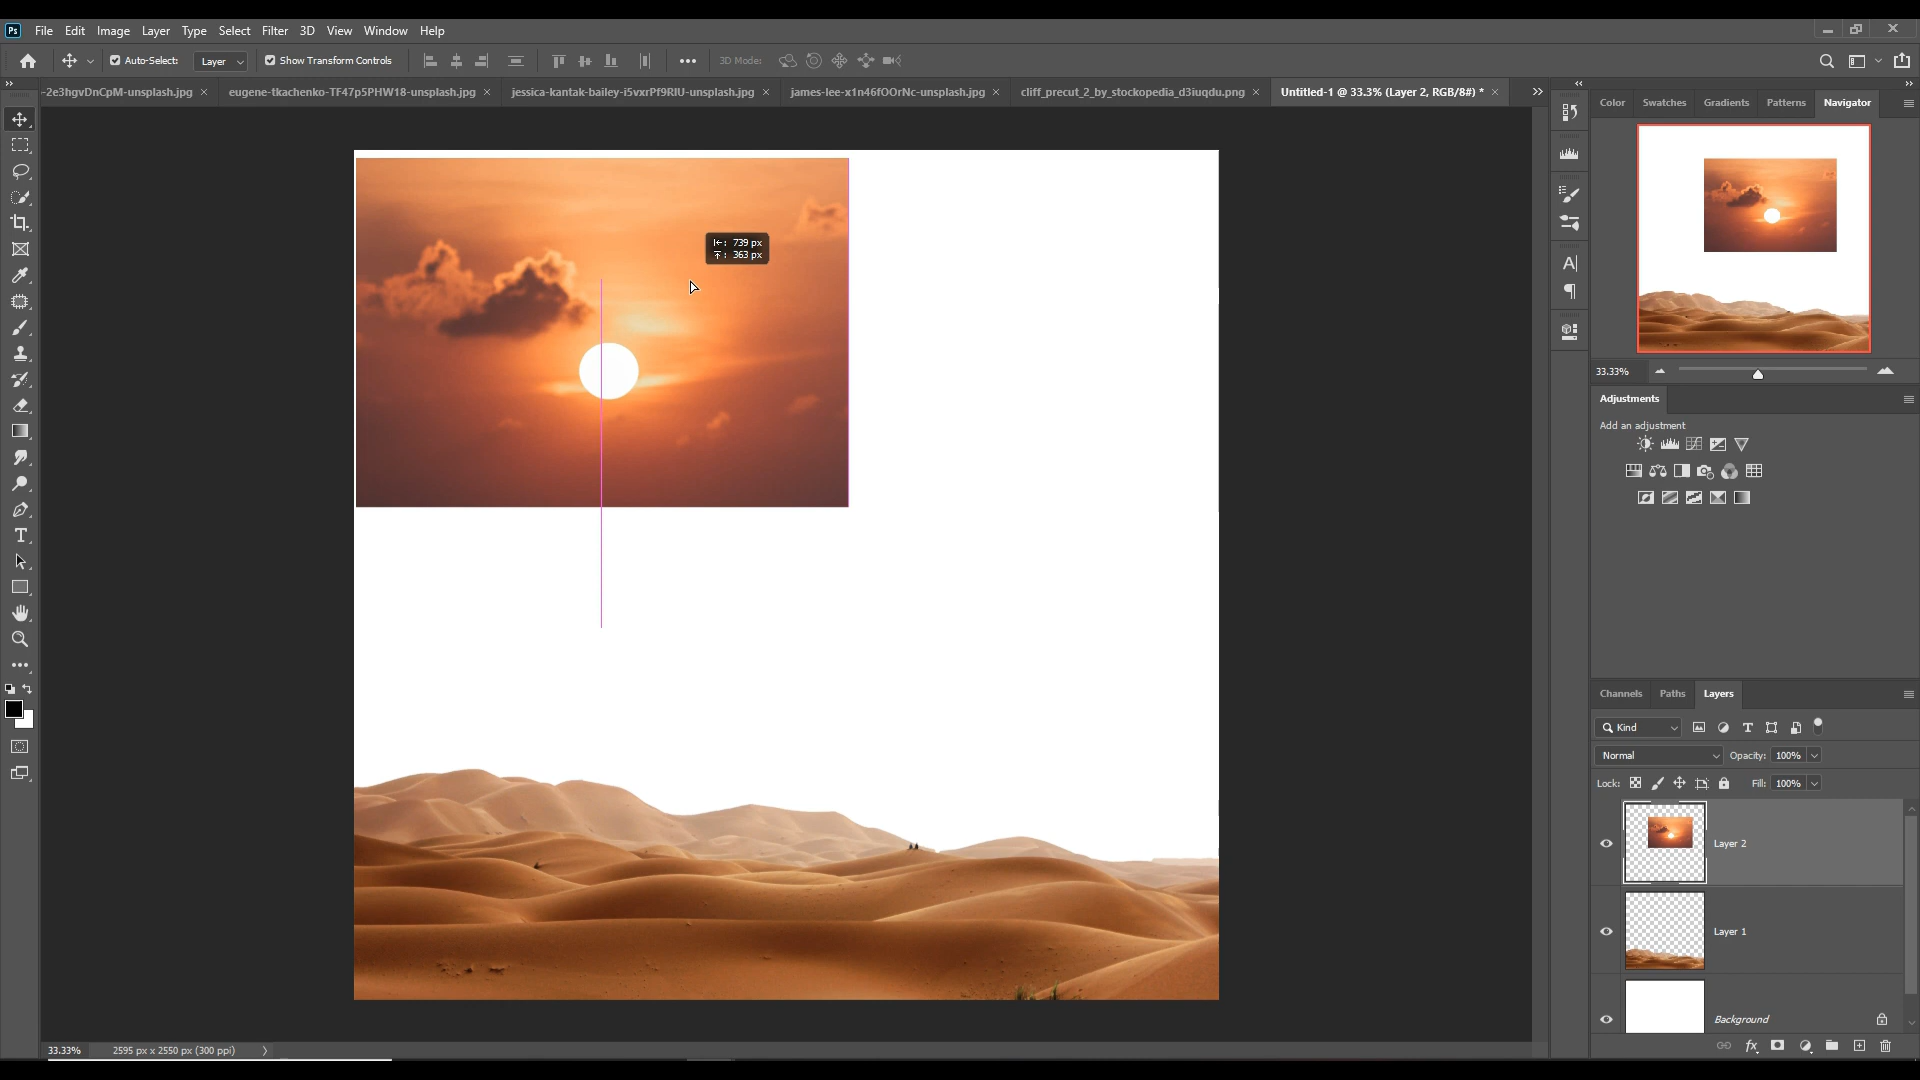 Ps File Edit Image Layer Type Select Filter 3D View Window Help
Auto-Select: Layer Show Transform Controls 3D Mode:
-2e3hgvDnCpM-unsplash.jpg × eugene-tkachenko-TF47p5PHW18-unsplash.jpg × jessica-kantak-bailey-i5vxrPf9RIU-unsplash.jpg × james-lee-x1n46fOOrNc-unsplash.jpg × cliff_precut_2_by_stockopedia_d3iuqdu.png × Untitled-1 @ 33.3% (Layer 2, RGB/8#) * ×
Color Swatches Gradients Patterns Navigator
: 739 px
: 363 px
33.33%
Adjustments
Add an adjustment
Channels Paths Layers
Kind
Normal Opacity: 100%
Lock: Fill: 100%
Layer 2
Layer 1
Background
fx
33.33% 2595 px x 2550 px (300 ppi)